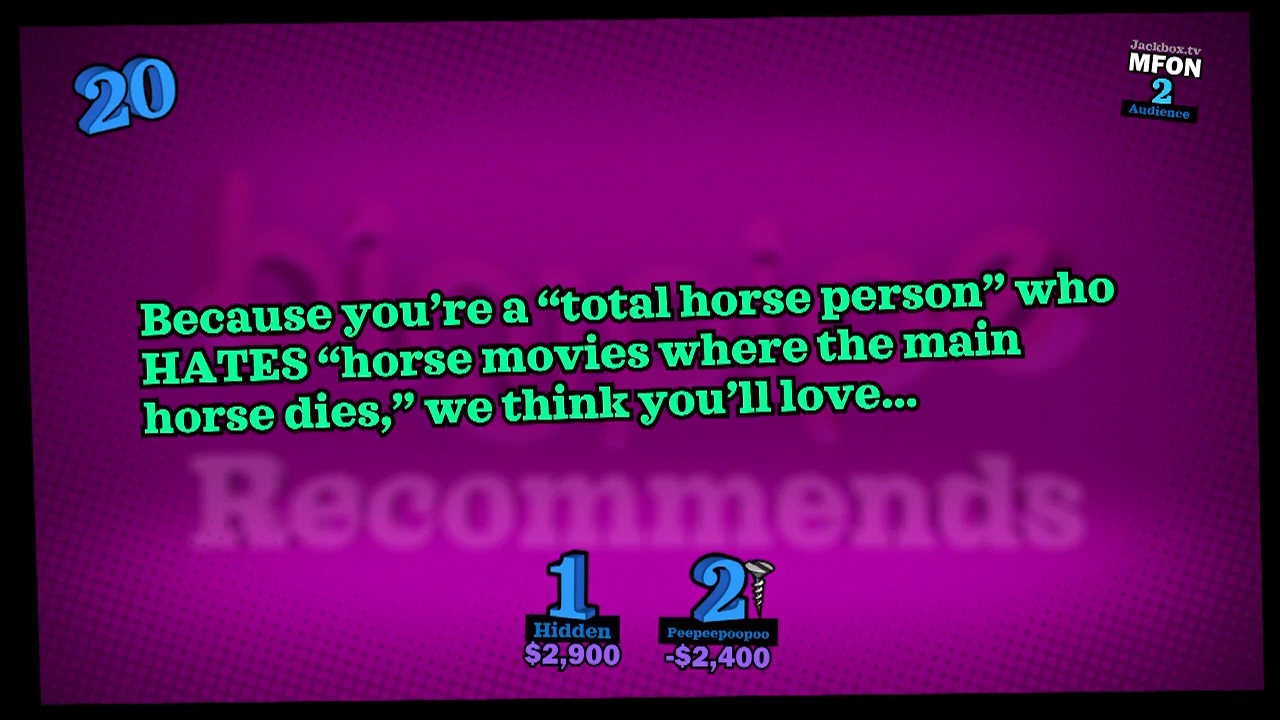 20
Jackbox.tv
MFON
2
Audience
Because you're a “total horse person” who
HATES “horse movies where the main
horse dies,” we think you'll love...
Recommends
1
Hidden
$2,900
2
Peepeepoopoo
-$2,400